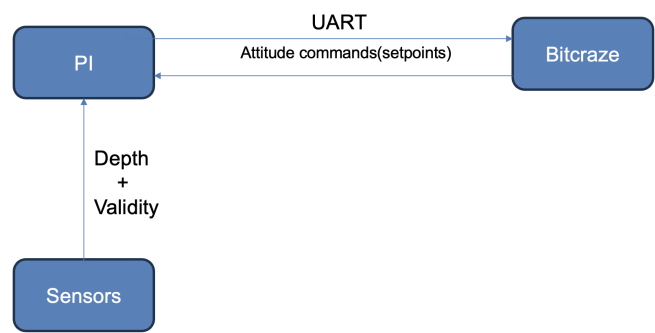 UART
PI
Attitude commands(setpoints)
Bitcraze
Depth
+
Validity
Sensors